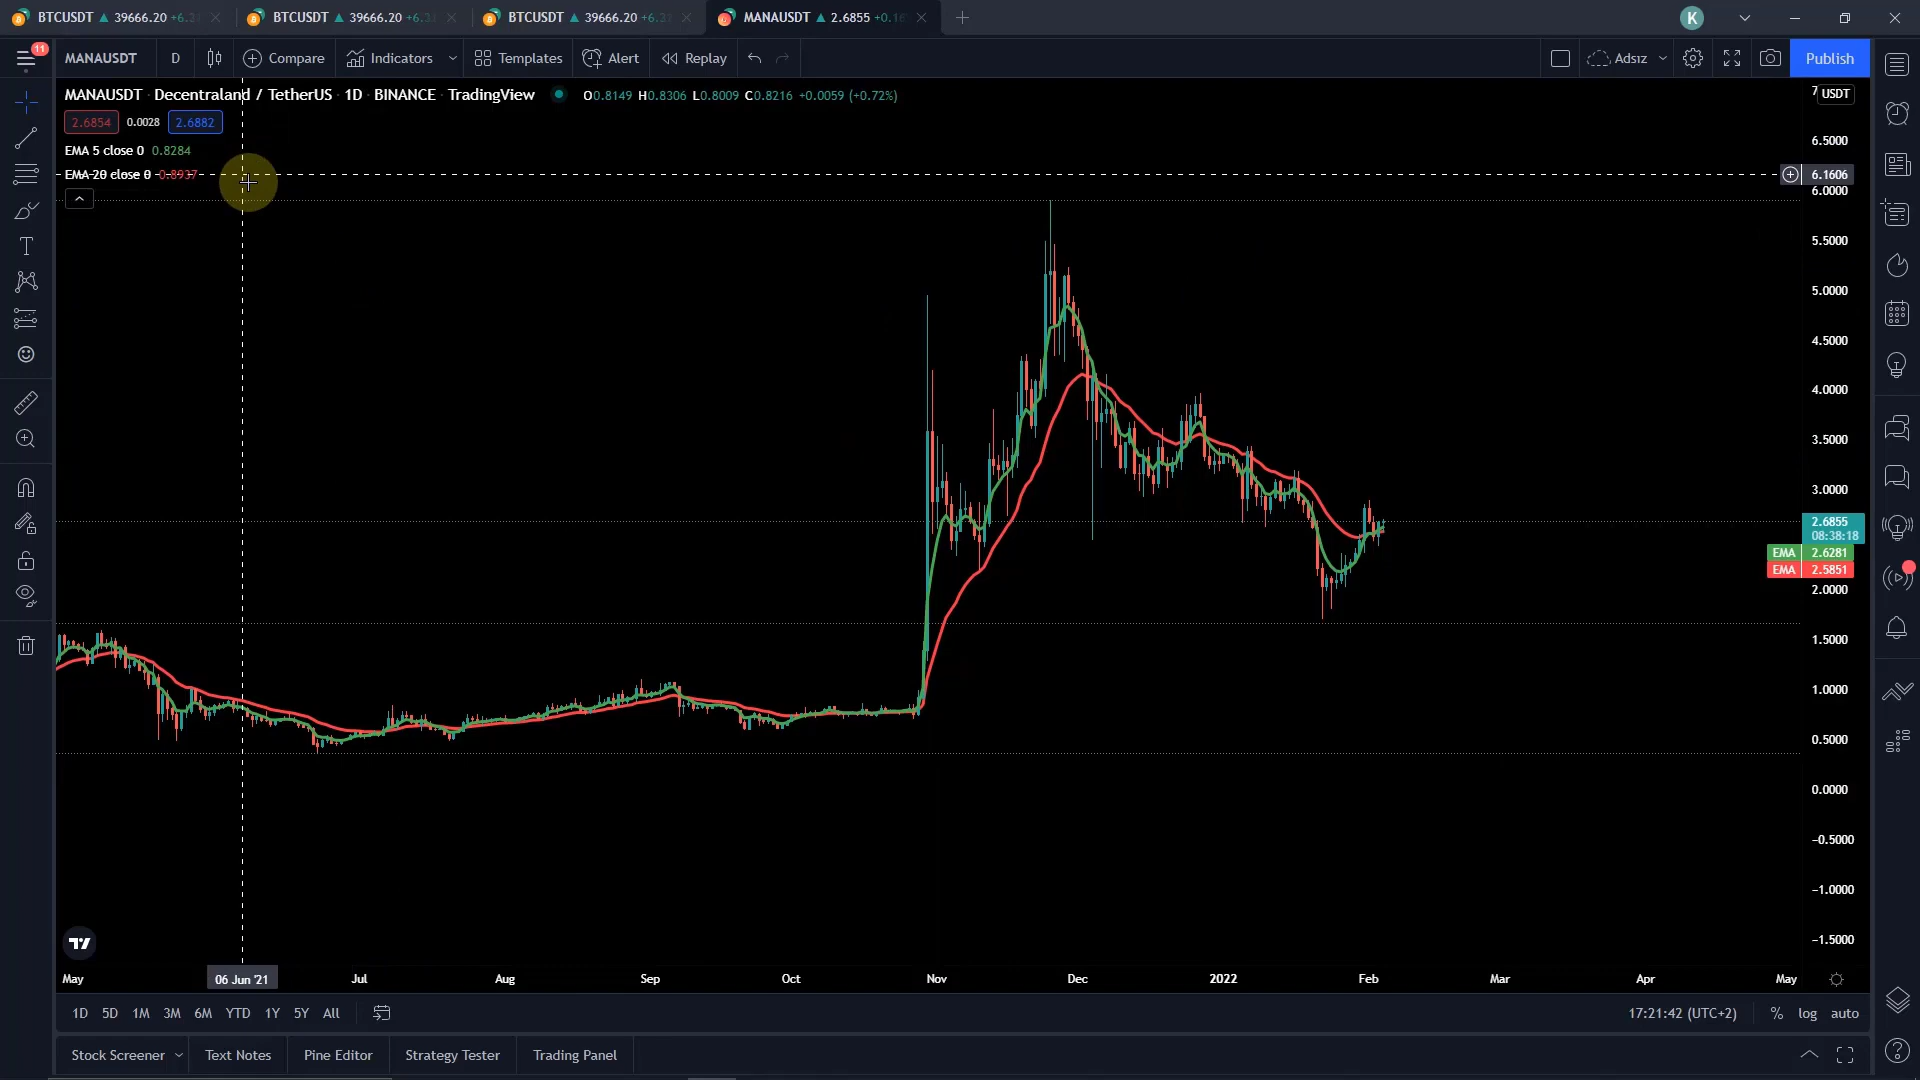 BTCUSDT ▲ 39666.20
BTCUSDT ▲ 39666.20
BTCUSDT ▲ 39666.20
MANAUSDT ▲ 2.6855
K
11
MANAUSDT D Compare Indicators Templates Alert Replay Adsız Publish
MANAUSDT · Decentraland / TetherUS · 1D · BINANCE · TradingView O0.8149 H0.8306 L0.8009 C0.8216 +0.0059 (+0.72%)
USDT
2.6854 0.0028 2.6882
EMA 5 close 0 0.8284
EMA 20 close 0 0.8937
6.5000
6.1606
6.0000
5.5000
5.0000
4.5000
4.0000
3.5000
3.0000
2.6855
08:38:18
EMA 2.6281
EMA 2.5851
2.0000
1.5000
1.0000
0.5000
0.0000
−0.5000
−1.0000
−1.5000
May 06 Jun '21 Jul Aug Sep Oct Nov Dec 2022 Feb Mar Apr May
1D 5D 1M 3M 6M YTD 1Y 5Y All 17:21:42 (UTC+2) % log auto
Stock Screener Text Notes Pine Editor Strategy Tester Trading Panel